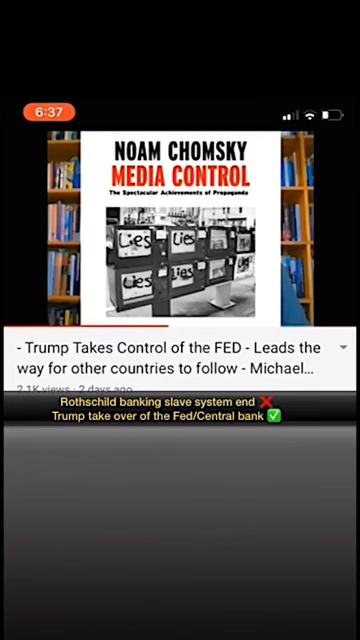 6:37
NOAM CHOMSKY
MEDIA CONTROL
The Spectacular Achievements of Propaganda
Lies Lies
Lies Lies
- Trump Takes Control of the FED - Leads the
way for other countries to follow - Michael...
2.1K views · 2 days ago
Rothschild banking slave system end ❌
Trump take over of the Fed/Central bank ✅